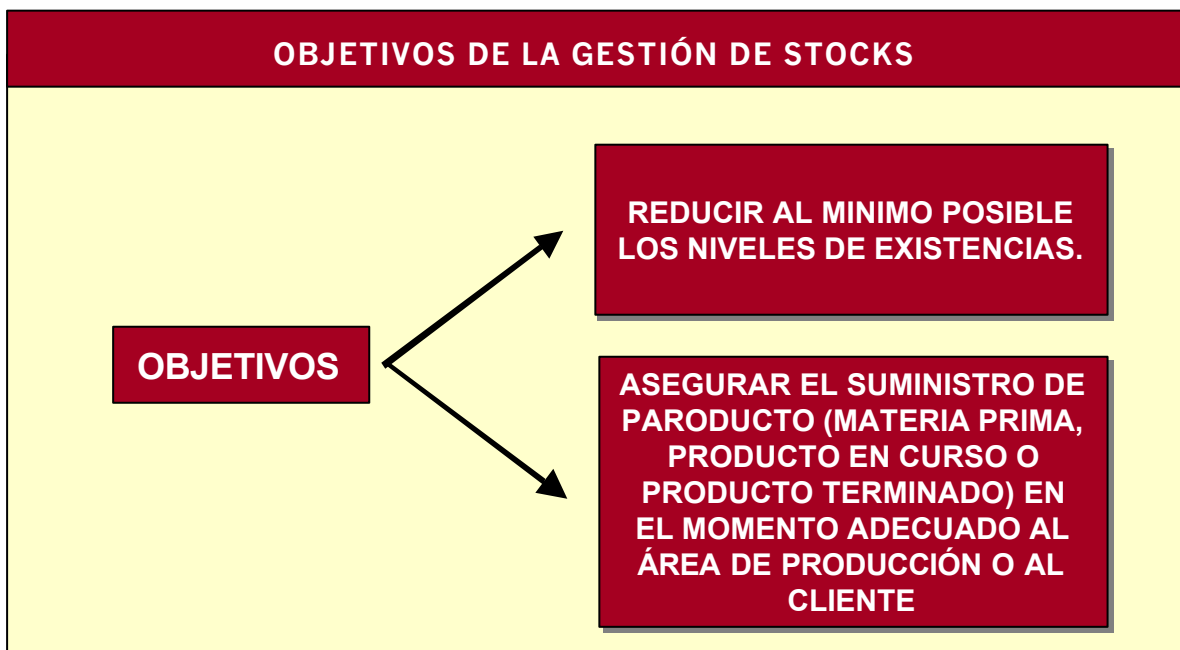 OBJETIVOS DE LA GESTIÓN DE STOCKS
REDUCIR AL MINIMO POSIBLE
LOS NIVELES DE EXISTENCIAS.
OBJETIVOS
ASEGURAR EL SUMINISTRO DE
PARODUCTO (MATERIA PRIMA,
PRODUCTO EN CURSO O
PRODUCTO TERMINADO) EN
EL MOMENTO ADECUADO AL
ÁREA DE PRODUCCIÓN O AL
CLIENTE